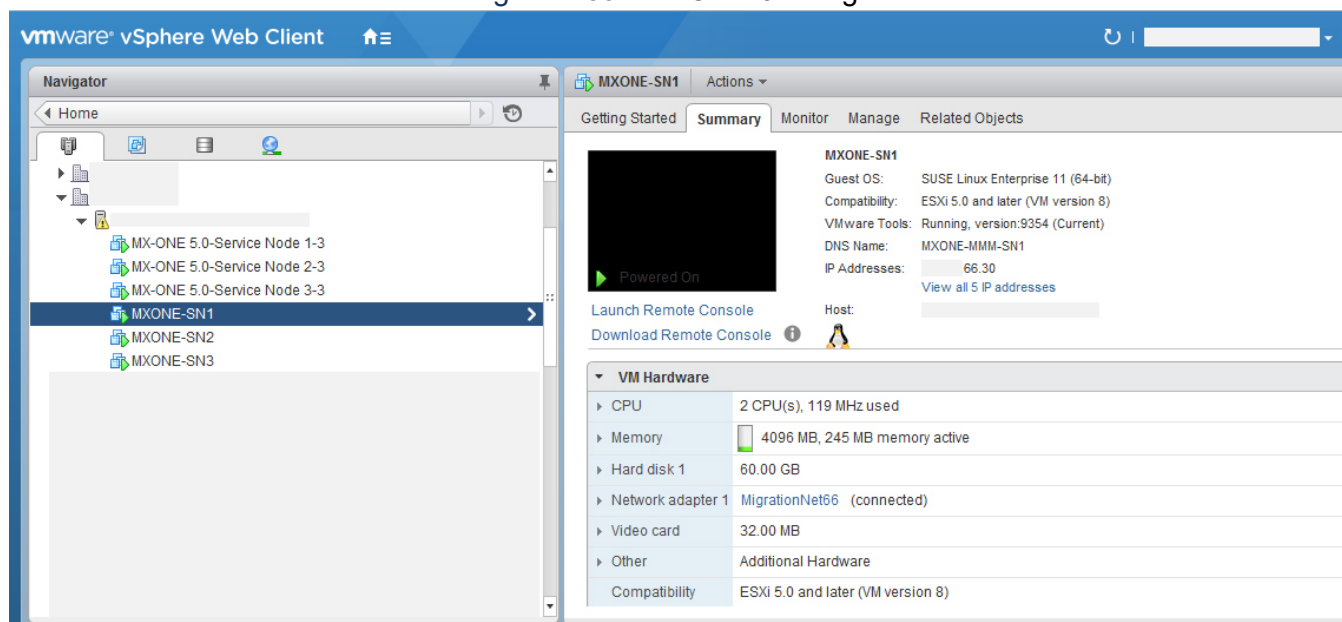 vmware® vSphere Web Client
Navigator
Home
MX-ONE 5.0-Service Node 1-3
MX-ONE 5.0-Service Node 2-3
MX-ONE 5.0-Service Node 3-3
MXONE-SN1
MXONE-SN2
MXONE-SN3
MXONE-SN1 Actions
Getting Started Summary Monitor Manage Related Objects
Powered On
Launch Remote Console
Download Remote Console
MXONE-SN1
Guest OS: SUSE Linux Enterprise 11 (64-bit)
Compatibility: ESXi 5.0 and later (VM version 8)
VMware Tools: Running, version:9354 (Current)
DNS Name: MXONE-MMM-SN1
IP Addresses: 66.30
View all 5 IP addresses
Host:
VM Hardware
CPU 2 CPU(s), 119 MHz used
Memory 4096 MB, 245 MB memory active
Hard disk 1 60.00 GB
Network adapter 1 MigrationNet66 (connected)
Video card 32.00 MB
Other Additional Hardware
Compatibility ESXi 5.0 and later (VM version 8)